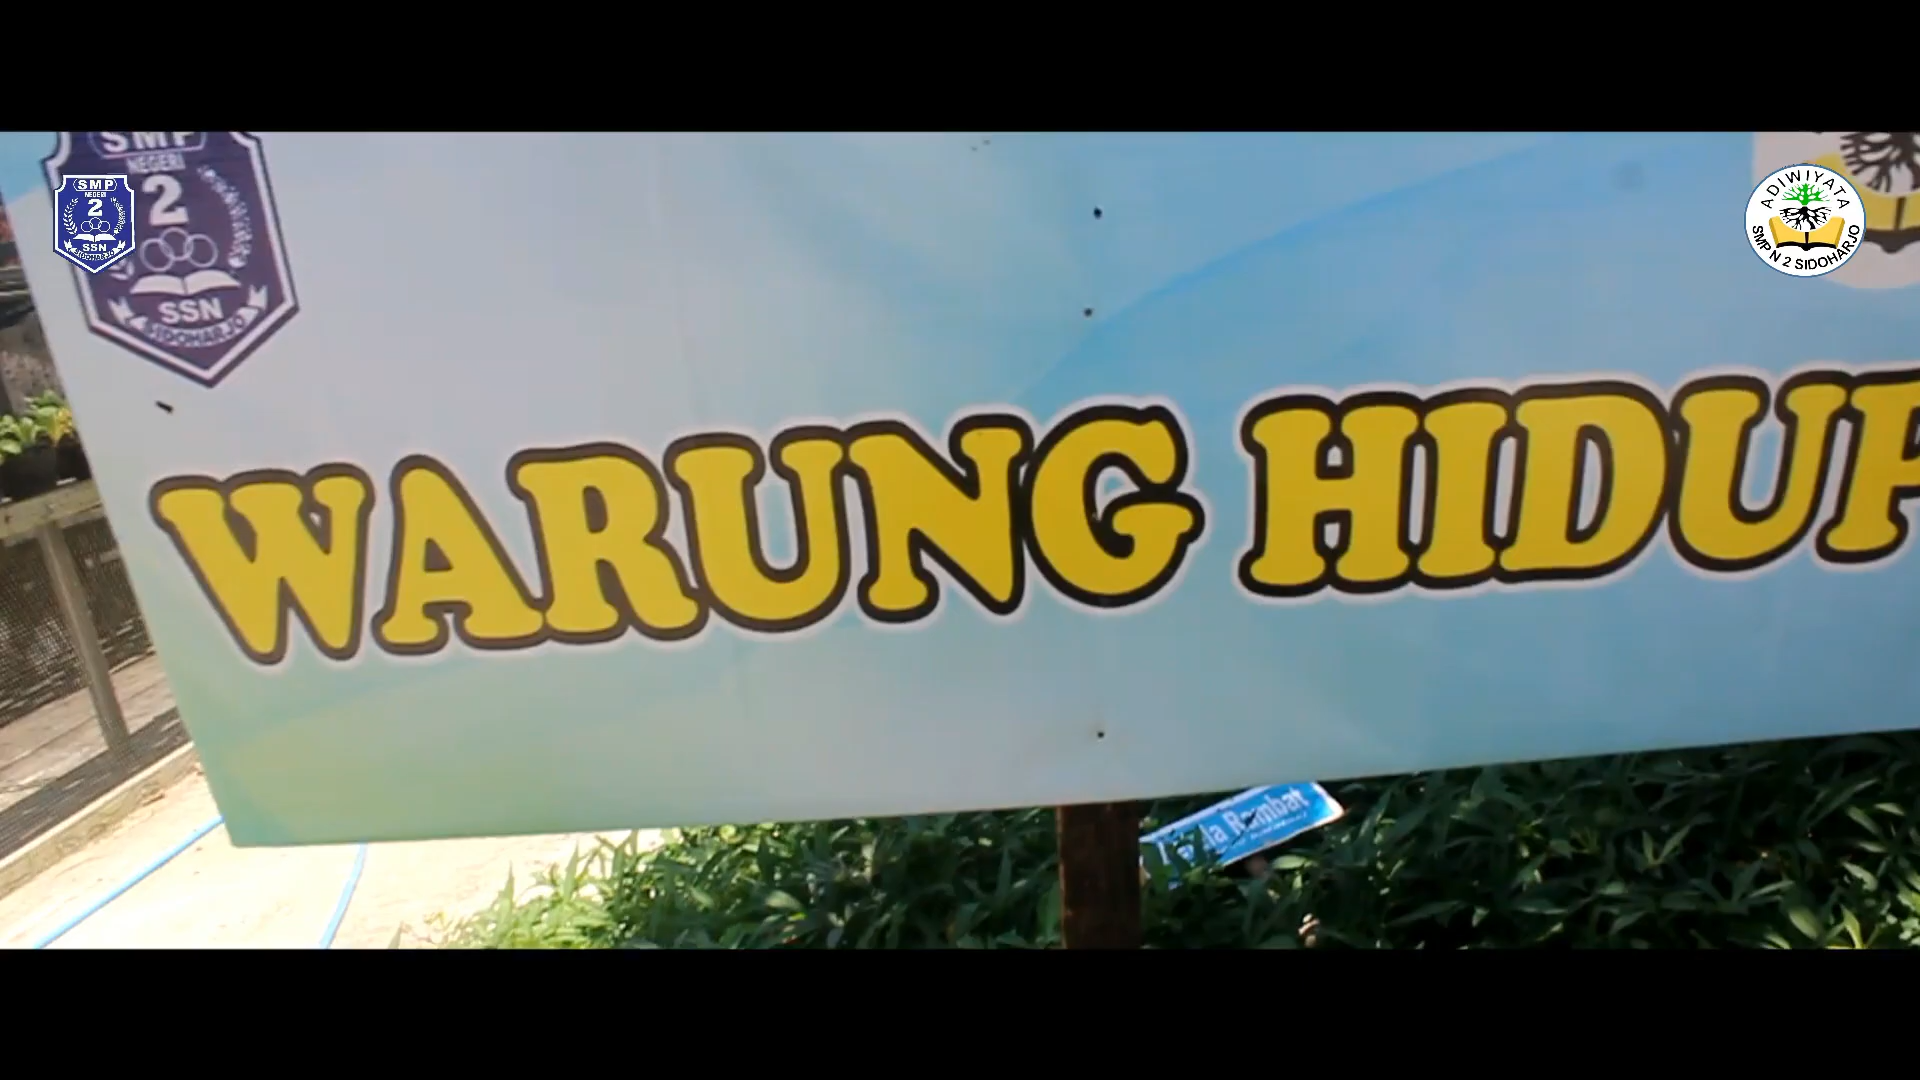 SMP
NEGERI
2
SSN
SIDOHARJO
SMP
NEGERI
2
SSN
SIDOHARJO
ADIWIYATA
SMP N 2 SIDOHARJO
WARUNG HIDUP
Rambat